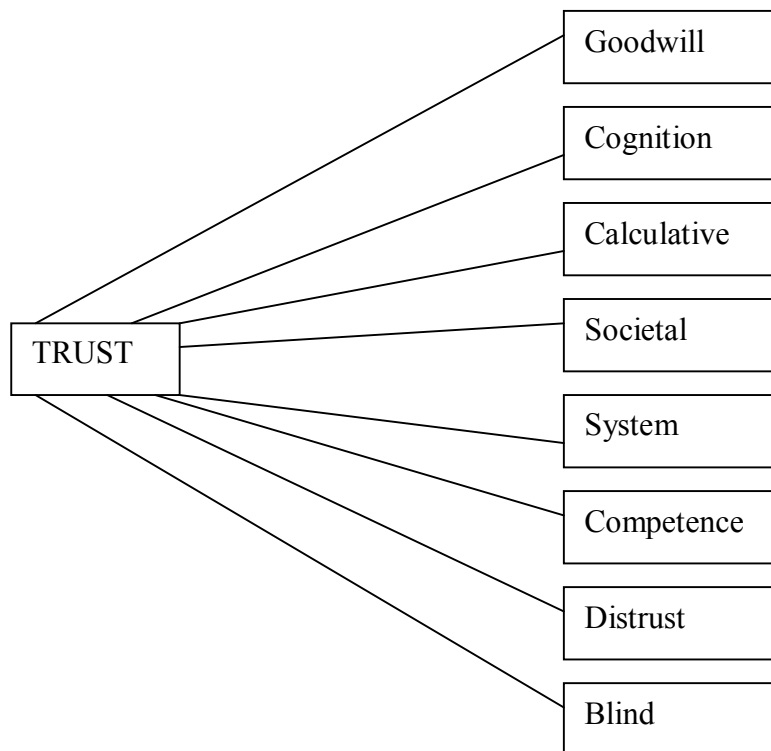 Goodwill
Cognition
Calculative
Societal
TRUST
System
Competence
Distrust
Blind